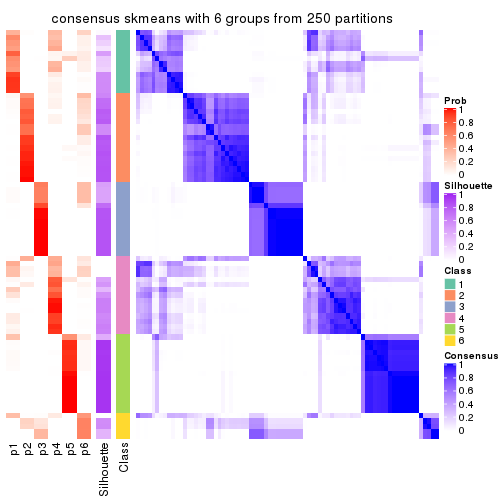 consensus skmeans with 6 groups from 250 partitions
Prob
1
0.8
0.6
0.4
0.2
0
Silhouette
1
0.8
0.6
0.4
0.2
0
Class
1
2
3
4
5
6
Consensus
1
0.8
0.6
0.4
0.2
0
p1
p2
p3
p4
p5
p6
Silhouette
Class